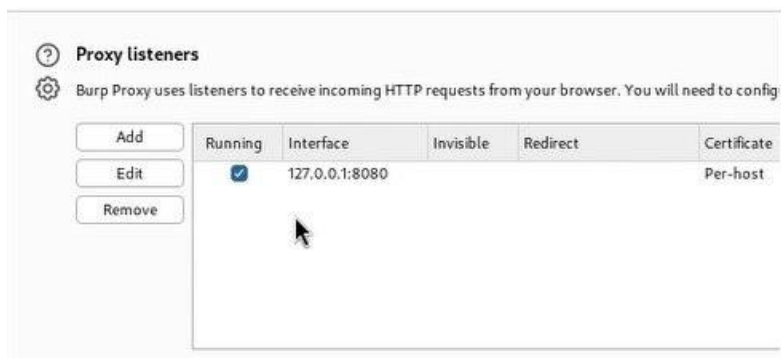 Proxy listeners
Burp Proxy uses listeners to receive incoming HTTP requests from your browser. You will need to config
Add
Edit
Remove
Running Interface Invisible Redirect Certificate
127.0.0.1:8080 Per-host